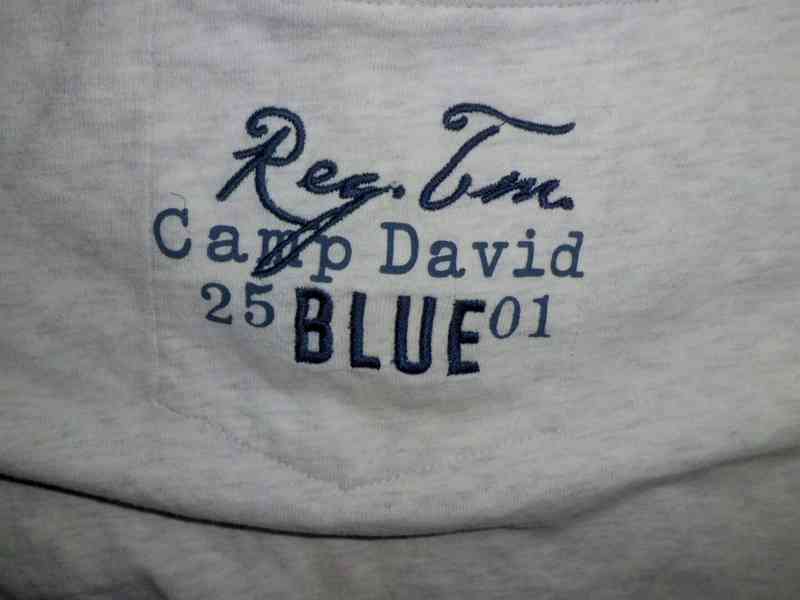 Reg. Tm.
Camp David
25 BLUE 01